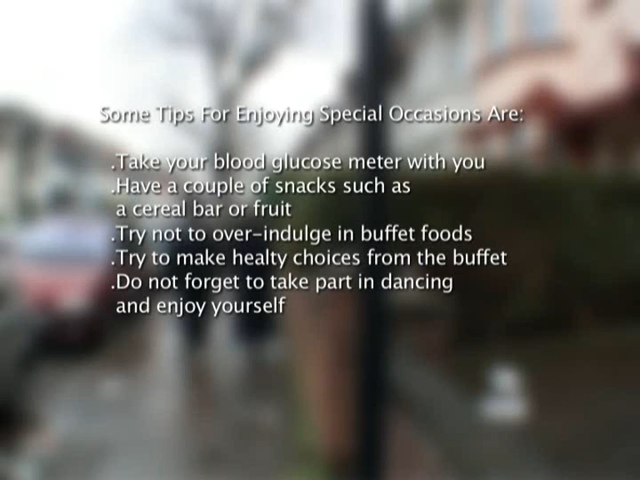 Some Tips For Enjoying Special Occasions Are:
.Take your blood glucose meter with you
.Have a couple of snacks such as
a cereal bar or fruit
.Try not to over-indulge in buffet foods
.Try to make healty choices from the buffet
.Do not forget to take part in dancing
and enjoy yourself